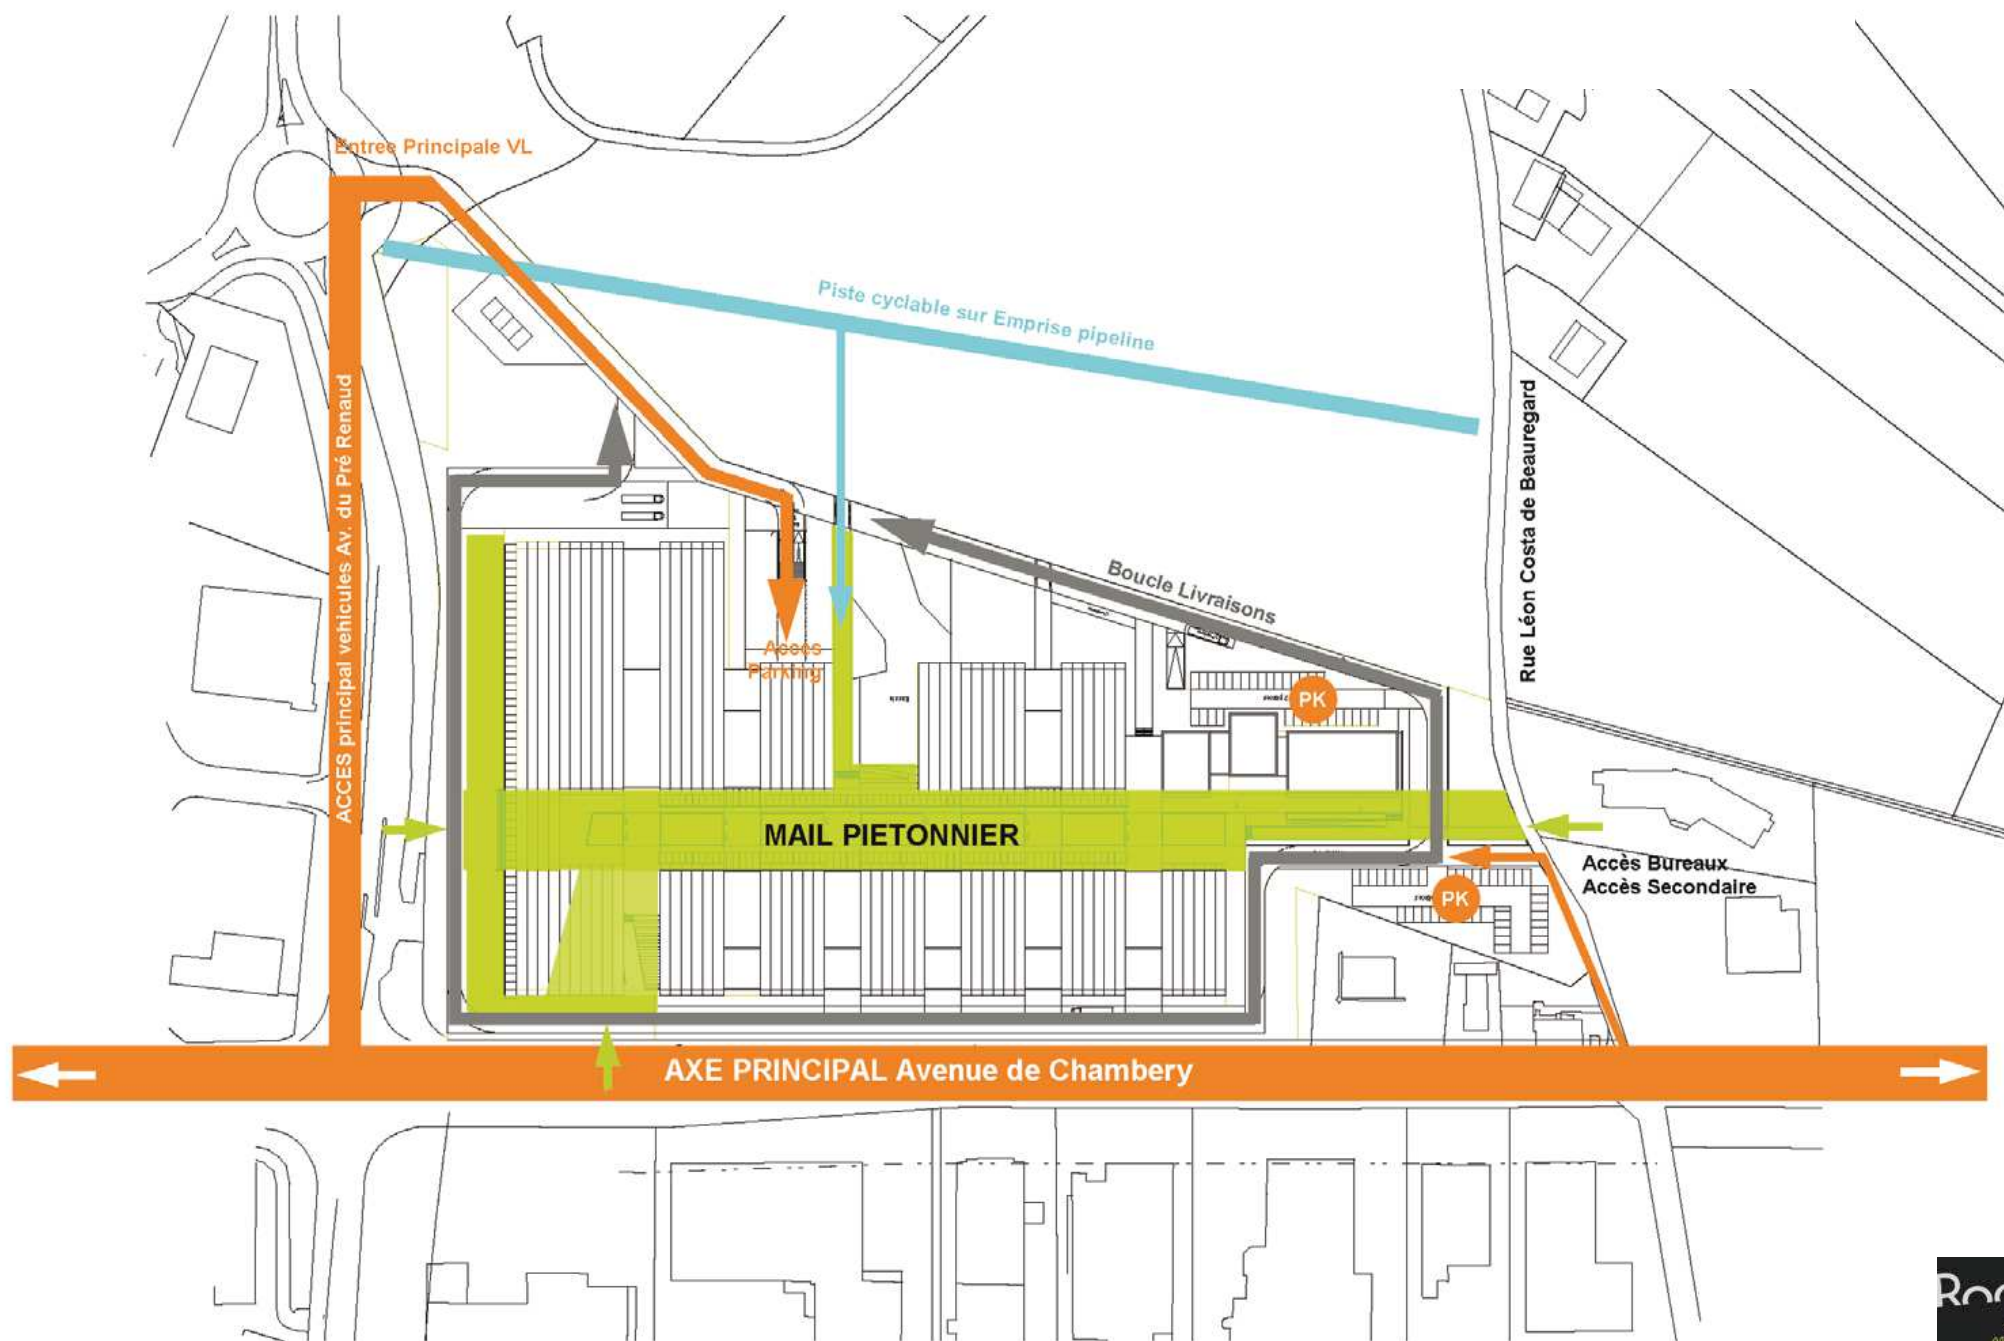 Entree Principale VL
Piste cyclable sur Emprise pipeline
ACCES principal vehicules Av. du Pré Renaud
Rue Léon Costa de Beauregard
Boucle Livraisons
Accès
Parking
PK
MAIL PIETONNIER
Accès Bureaux
Accès Secondaire
PK
AXE PRINCIPAL Avenue de Chambery